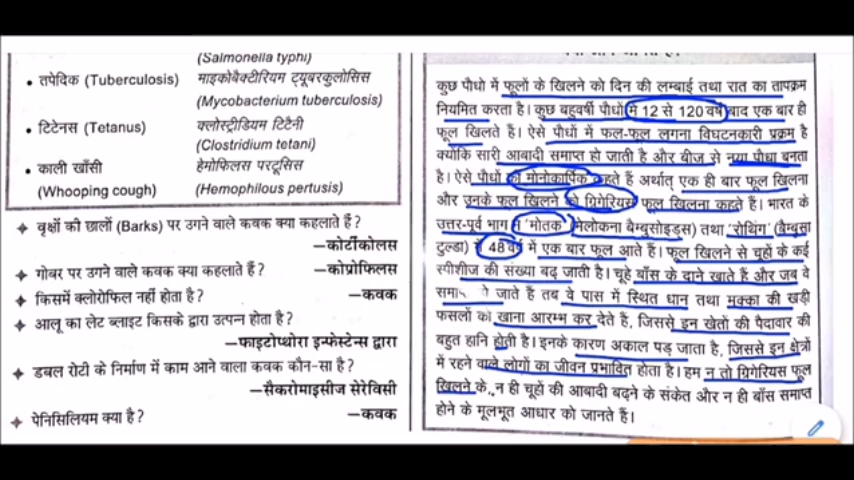 (Salmonella typhi)
• तपेदिक (Tuberculosis) माइकोबैक्टीरियम ट्यूबरकुलोसिस
(Mycobacterium tuberculosis)
• टिटेनस (Tetanus) क्लोस्ट्रीडियम टिटैनी
(Clostridium tetani)
• काली खाँसी हेमोफिलस परटूसिस
(Whooping cough) (Hemophilous pertusis)
वृक्षों की छालों (Barks) पर उगने वाले कवक क्या कहलाते हैं?
–कोर्टीकोलस
गोबर पर उगने वाले कवक क्या कहलाते हैं? –कोप्रोफिलस
किसमें क्लोरोफिल नहीं होता है? –कवक
आलू का लेट ब्लाइट किसके द्वारा उत्पन्न होता है?
–फाइटोप्थोरा इन्फेस्टेन्स द्वारा
डबल रोटी के निर्माण में काम आने वाला कवक कौन-सा है?
–सैकरोमाइसीज सेरेविसी
पेनिसिलियम क्या है? –कवक
कुछ पौधो में फूलों के खिलने को दिन की लम्बाई तथा रात का तापक्रम
नियमित करता है। कुछ बहुवर्षी पौधों में 12 से 120 वर्ष बाद एक बार ही
फूल खिलते हैं। ऐसे पौधों में फल-फूल लगना विघटनकारी प्रक्रम है
क्योंकि सारी आबादी समाप्त हो जाती है और बीज से नया पौधा बनता
है। ऐसे पौधों को मोनोकार्पिक कहते हैं अर्थात् एक ही बार फूल खिलना
और उनके फूल खिलने को ग्रिगेरियस फूल खिलना कहते हैं। भारत के
उत्तर-पूर्व भाग में 'मोतक' मेलोकना बैम्बुसोइड्स) तथा 'रोथिंग' (बैम्बुसा
टुल्डा) में 48 वर्ष में एक बार फूल आते हैं। फूल खिलने से चूहों के कई
स्पीशीज की संख्या बढ़ जाती है। चूहे बाँस के दाने खाते हैं और जब वे
हो जाते हैं तब वे पास में स्थित धान तथा मक्का की खड़ी
फसलों को खाना आरम्भ कर देते हैं, जिससे इन खेतों की पैदावार की
बहुत हानि होती है। इनके कारण अकाल पड़ जाता है, जिससे इन क्षेत्रों
में रहने वाले लोगों का जीवन प्रभावित होता है। हम न तो ग्रिगेरियस फूल
खिलने के, न ही चूहों की आबादी बढ़ने के संकेत और न ही बाँस समाप्त
होने के मूलभूत आधार को जानते हैं।